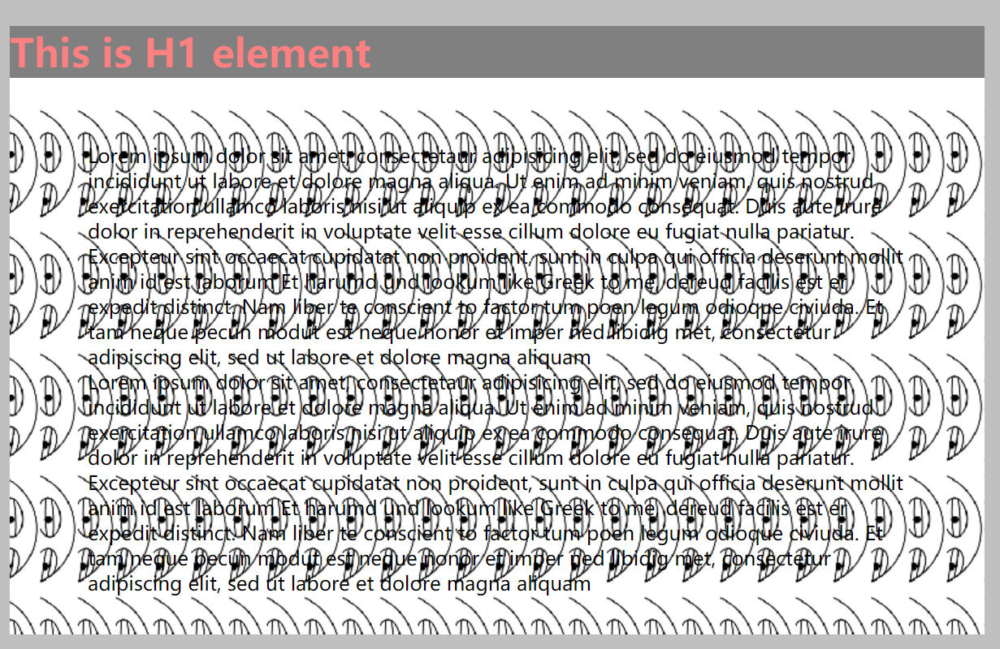 This is H1 element
Lorem ipsum dolor sit amet, consectetaur adipisicing elit, sed do eiusmod tempor
incididunt ut labore et dolore magna aliqua. Ut enim ad minim veniam, quis nostrud
exercitation ullamco laboris nisi ut aliquip ex ea commodo consequat. Duis aute irure
dolor in reprehenderit in voluptate velit esse cillum dolore eu fugiat nulla pariatur.
Excepteur sint occaecat cupidatat non proident, sunt in culpa qui officia deserunt mollit
anim id est laborum Et harumd und lookum like Greek to me, dereud facilis est er
expedit distinct. Nam liber te conscient to factor tum poen legum odioque civiuda. Et
tam neque pecun modut est neque nonor et imper ned libidig met, consectetur
adipiscing elit, sed ut labore et dolore magna aliquam
Lorem ipsum dolor sit amet, consectetaur adipisicing elit, sed do eiusmod tempor
incididunt ut labore et dolore magna aliqua. Ut enim ad minim veniam, quis nostrud
exercitation ullamco laboris nisi ut aliquip ex ea commodo consequat. Duis aute irure
dolor in reprehenderit in voluptate velit esse cillum dolore eu fugiat nulla pariatur.
Excepteur sint occaecat cupidatat non proident, sunt in culpa qui officia deserunt mollit
anim id est laborum Et harumd und lookum like Greek to me, dereud facilis est er
expedit distinct. Nam liber te conscient to factor tum poen legum odioque civiuda. Et
tam neque pecun modut est neque nonor et imper ned libidig met, consectetur
adipiscing elit, sed ut labore et dolore magna aliquam